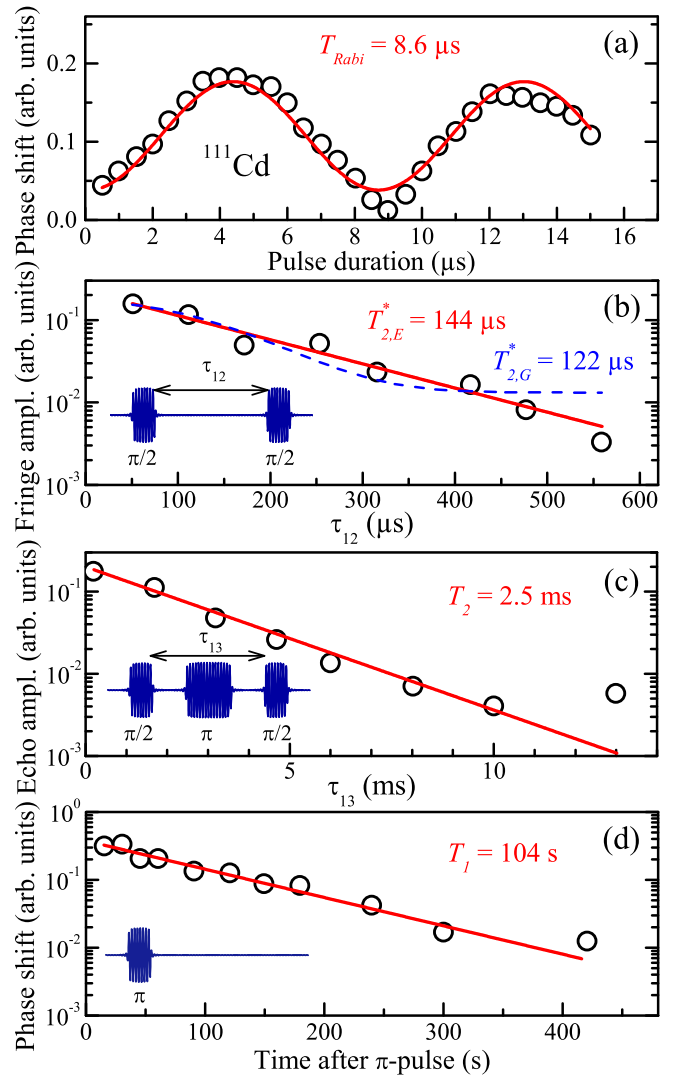 (a)
T_Rabi = 8.6 µs
Phase shift (arb. units)
0.2
0.1
0.0
¹¹¹Cd
0 2 4 6 8 10 12 14 16
Pulse duration (µs)
(b)
T*_2,E = 144 µs
T*_2,G = 122 µs
Fringe ampl. (arb. units)
10⁻¹
10⁻²
10⁻³
τ₁₂
π/2 π/2
0 100 200 300 400 500 600
τ₁₂ (µs)
(c)
T₂ = 2.5 ms
Echo ampl. (arb. units)
10⁻¹
10⁻²
10⁻³
τ₁₃
π/2 π π/2
0 5 10
τ₁₃ (ms)
(d)
T₁ = 104 s
Phase shift (arb. units)
10⁰
10⁻¹
10⁻²
10⁻³
π
0 100 200 300 400
Time after π-pulse (s)